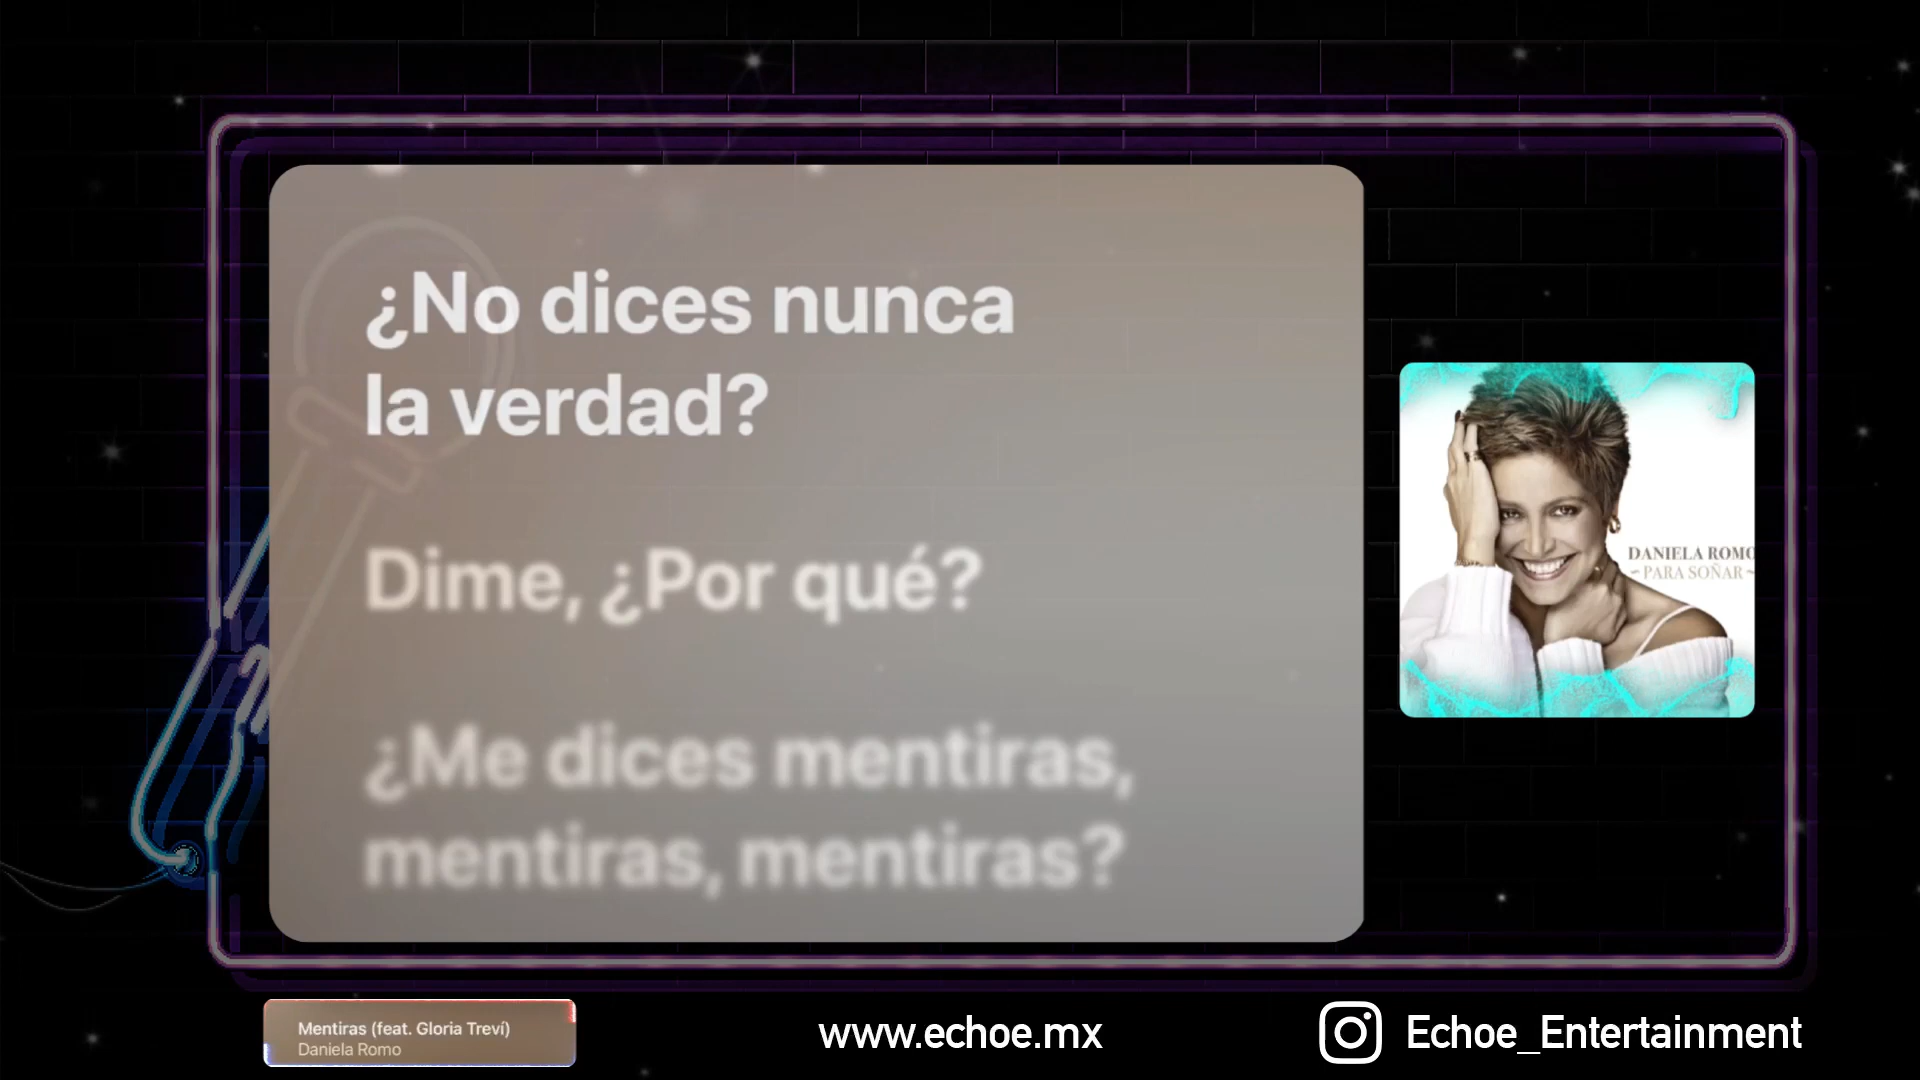 ¿No dices nunca
la verdad?
Dime, ¿Por qué?
¿Me dices mentiras,
mentiras, mentiras?
DANIELA ROMO
~PARA SOÑAR~
Mentiras (feat. Gloria Treví)
Daniela Romo
www.echoe.mx
Echoe_Entertainment